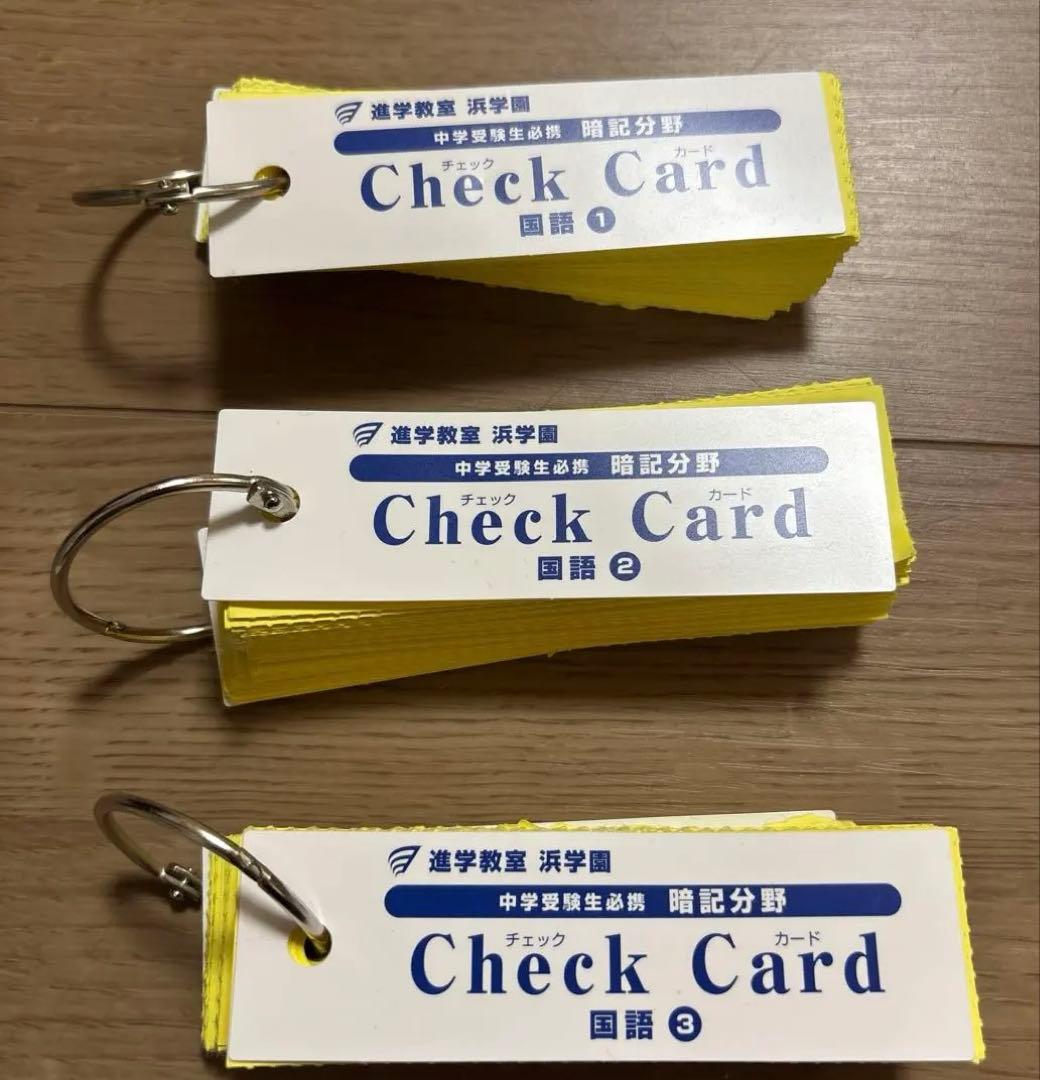 進学教室 浜学園
中学受験生必携 暗記分野
チェック カード
Check Card
国語 1
進学教室 浜学園
中学受験生必携 暗記分野
チェック カード
Check Card
国語 2
進学教室 浜学園
中学受験生必携 暗記分野
チェック カード
Check Card
国語 3